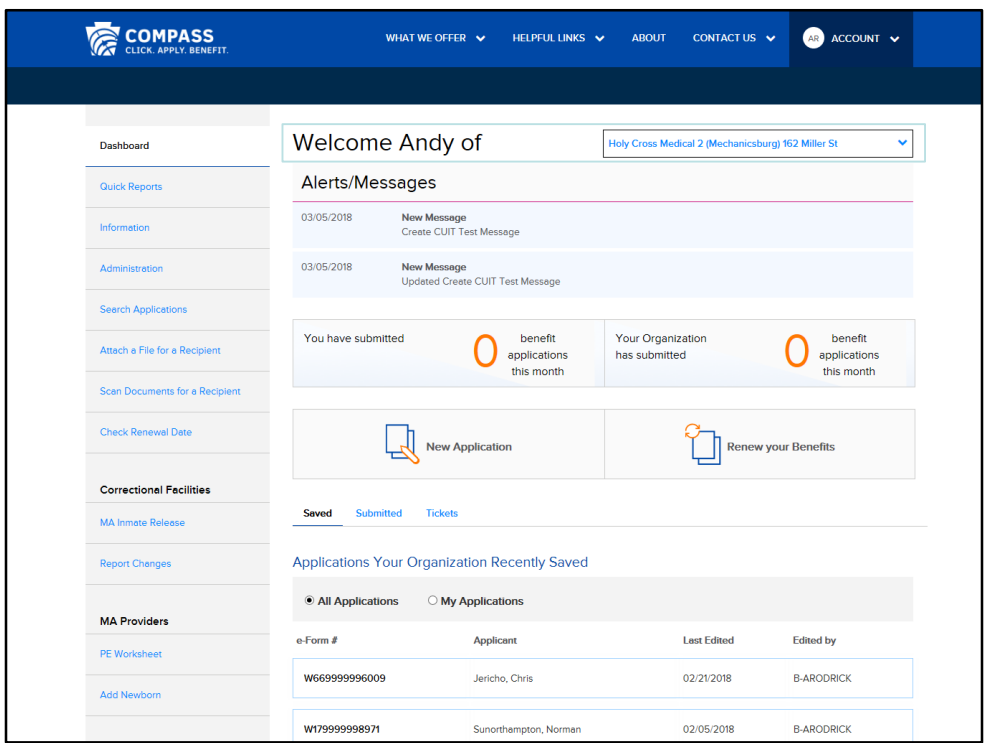 COMPASS
CLICK. APPLY. BENEFIT.
WHAT WE OFFER
HELPFUL LINKS
ABOUT
CONTACT US
AR
ACCOUNT
Dashboard
Quick Reports
Information
Administration
Search Applications
Attach a File for a Recipient
Scan Documents for a Recipient
Check Renewal Date
Correctional Facilities
MA Inmate Release
Report Changes
MA Providers
PE Worksheet
Add Newborn
Welcome Andy of
Holy Cross Medical 2 (Mechanicsburg) 162 Miller St
Alerts/Messages
03/05/2018 New Message
Create CUIT Test Message
03/05/2018 New Message
Updated Create CUIT Test Message
You have submitted
0
benefit
applications
this month
Your Organization
has submitted
0
benefit
applications
this month
New Application
Renew your Benefits
Saved Submitted Tickets
Applications Your Organization Recently Saved
All Applications My Applications
e-Form # Applicant Last Edited Edited by
W669999996009 Jericho, Chris 02/21/2018 B-ARODRICK
W179999998971 Sunorthampton, Norman 02/05/2018 B-ARODRICK